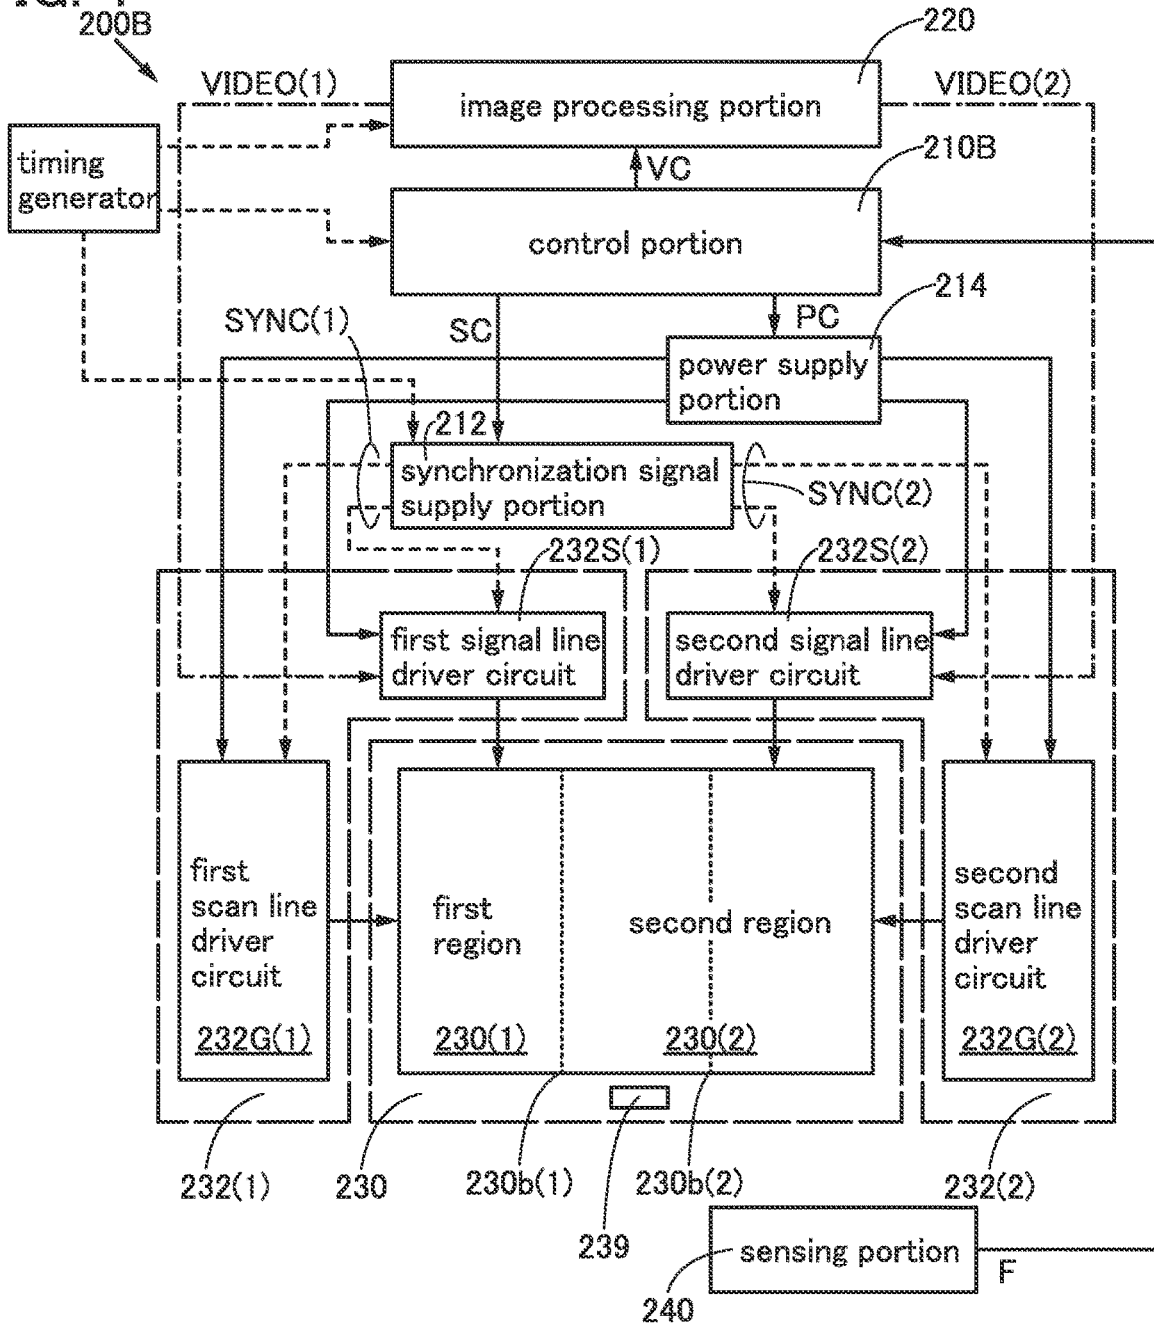 200B
220
VIDEO(1)
image processing portion
VIDEO(2)
timing
generator
VC
210B
control portion
214
SYNC(1)
SC
PC
power supply
portion
212
synchronization signal
supply portion
SYNC(2)
232S(1)
232S(2)
first signal line
driver circuit
second signal line
driver circuit
first
scan line
driver
circuit
232G(1)
first
region
230(1)
second region
230(2)
second
scan line
driver
circuit
232G(2)
232(1)
230
230b(1)
230b(2)
232(2)
239
sensing portion
F
240